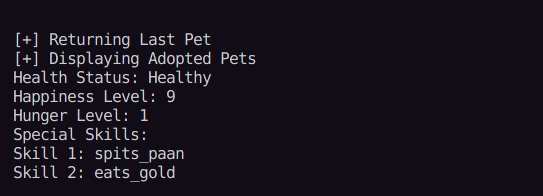 [+] Returning Last Pet
[+] Displaying Adopted Pets
Health Status: Healthy
Happiness Level: 9
Hunger Level: 1
Special Skills:
Skill 1: spits_paan
Skill 2: eats_gold